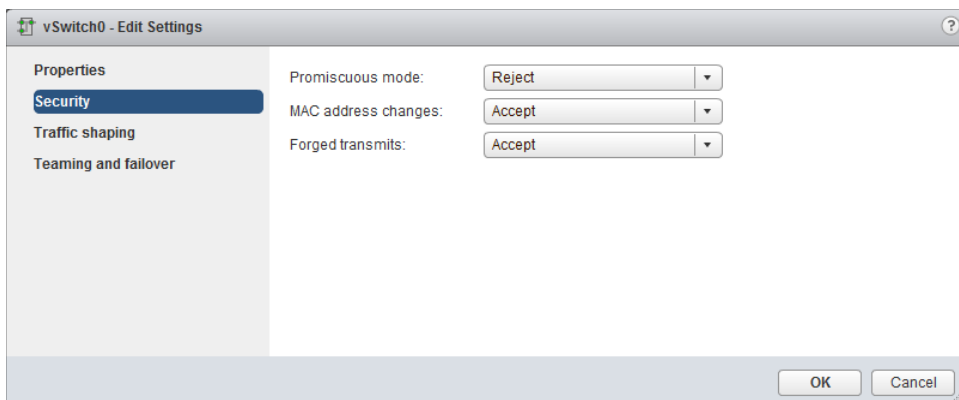 vSwitch0 - Edit Settings
?
Properties
Security
Traffic shaping
Teaming and failover
Promiscuous mode: Reject
MAC address changes: Accept
Forged transmits: Accept
OK Cancel